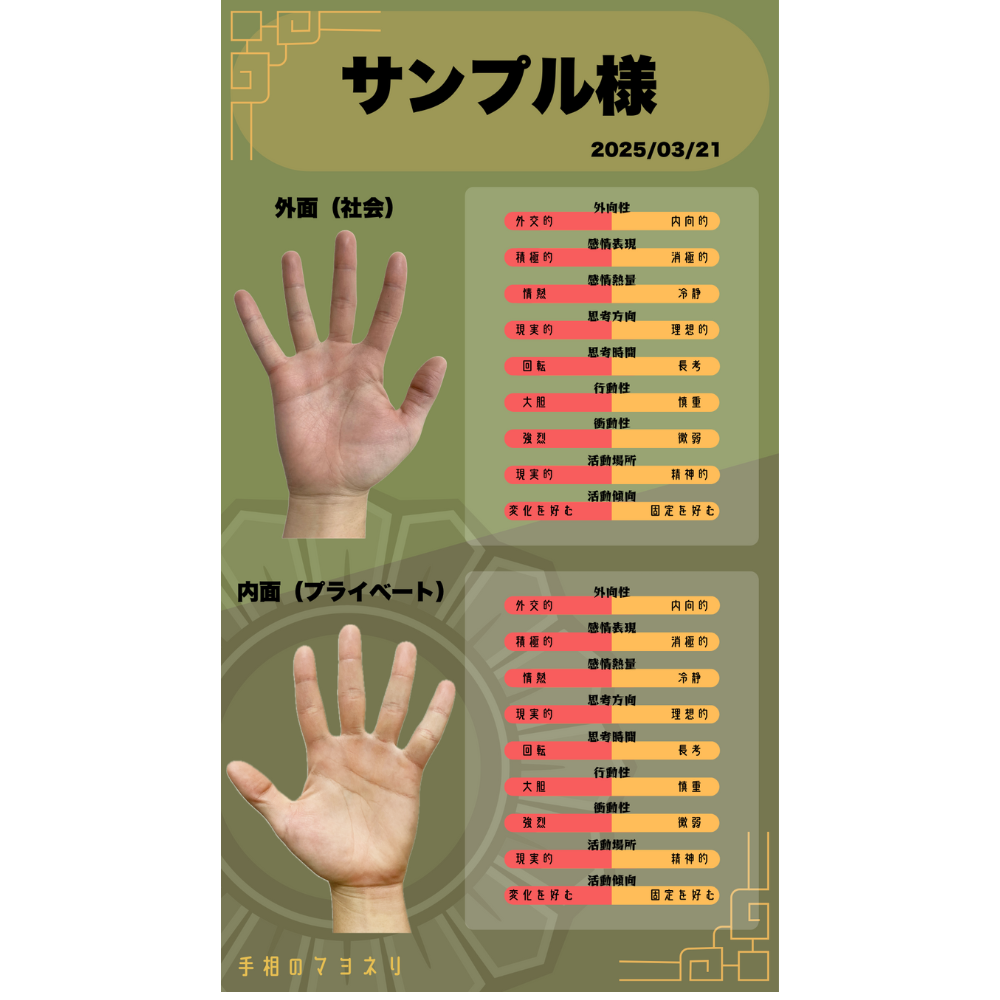 サンプル様
2025/03/21
外面（社会）
外向性
外交的 内向的
感情表現
積極的 消極的
感情熱量
情熱 冷静
思考方向
現実的 理想的
思考時間
回転 長考
行動性
大胆 慎重
衝動性
強烈 微弱
活動場所
現実的 精神的
活動傾向
変化を好む 固定を好む
内面（プライベート）
外向性
外交的 内向的
感情表現
積極的 消極的
感情熱量
情熱 冷静
思考方向
現実的 理想的
思考時間
回転 長考
行動性
大胆 慎重
衝動性
強烈 微弱
活動場所
現実的 精神的
活動傾向
変化を好む 固定を好む
手相のマヨネリ